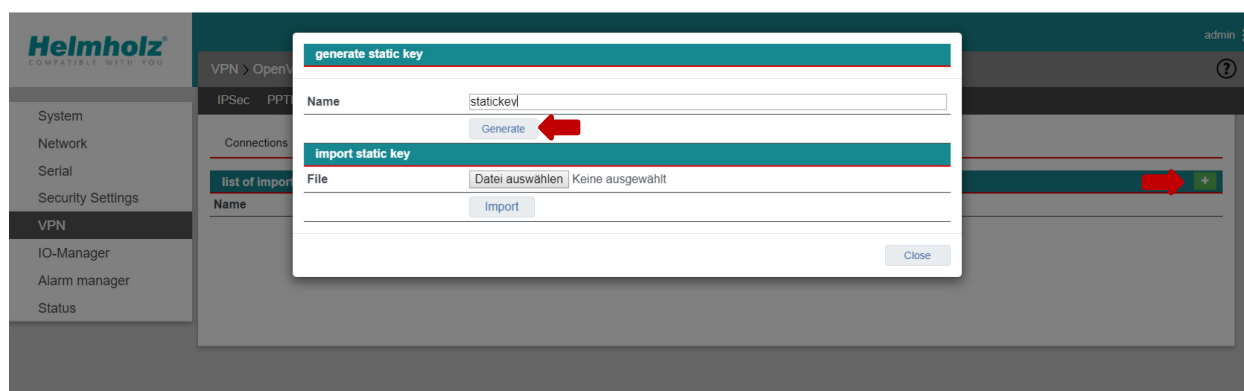 Helmholz®
COMPATIBLE WITH YOU
admin
VPN > OpenV
?
IPSec PPT
System
Network
Serial
Security Settings
VPN
IO-Manager
Alarm manager
Status
Connections
list of import
+
Name
generate static key
Name statickey
Generate
import static key
File Datei auswählen Keine ausgewählt
Import
Close